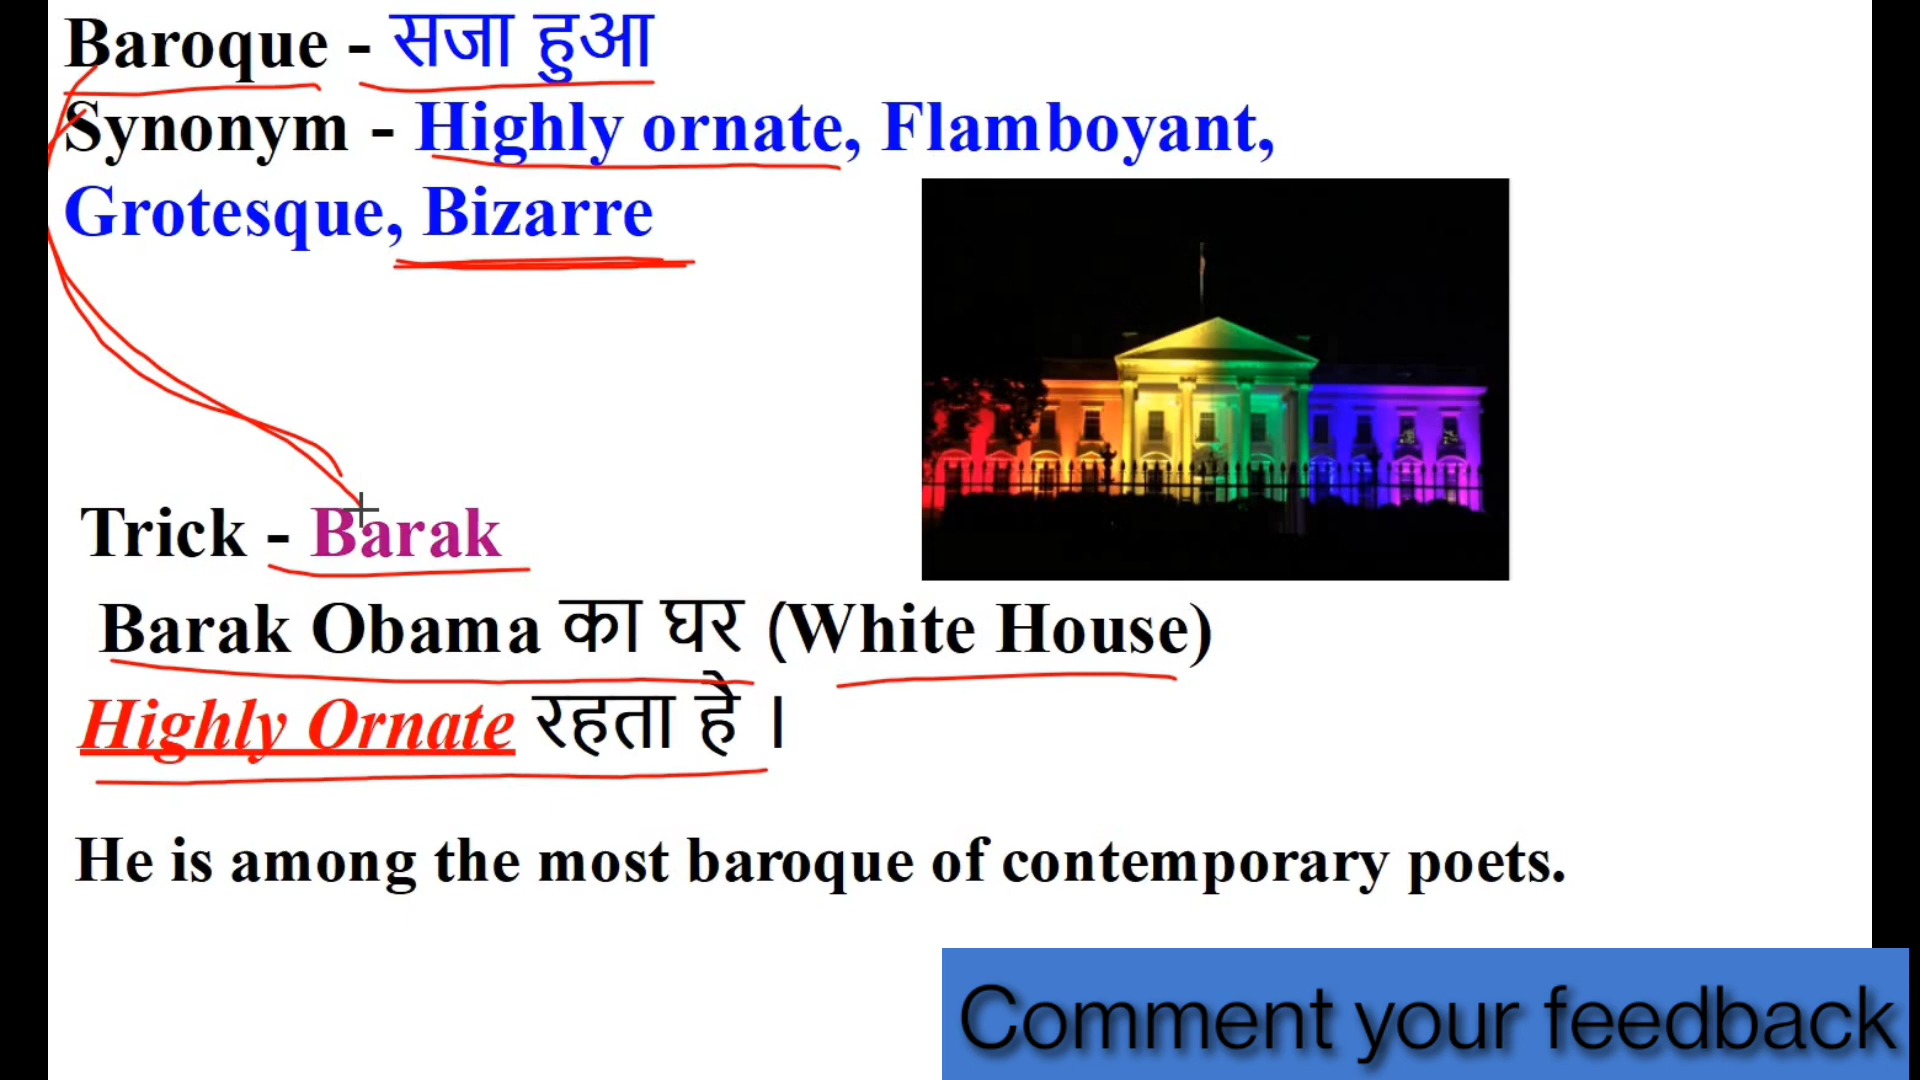 Baroque - सजा हुआ
Synonym - Highly ornate, Flamboyant,
Grotesque, Bizarre
Trick - Barak
Barak Obama का घर (White House)
Highly Ornate रहता है ।
He is among the most baroque of contemporary poets.
Comment your feedback